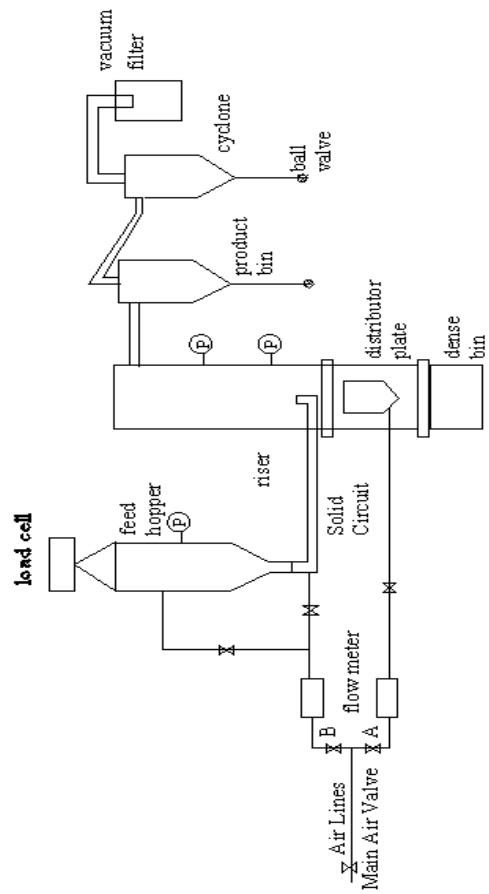 load cell
feed
hopper
P
riser
Solid
Circuit
flow meter
B
A
Air Lines
Main Air Valve
P
P
distributor
plate
dense
bin
product
bin
cyclone
ball
valve
vacuum
filter